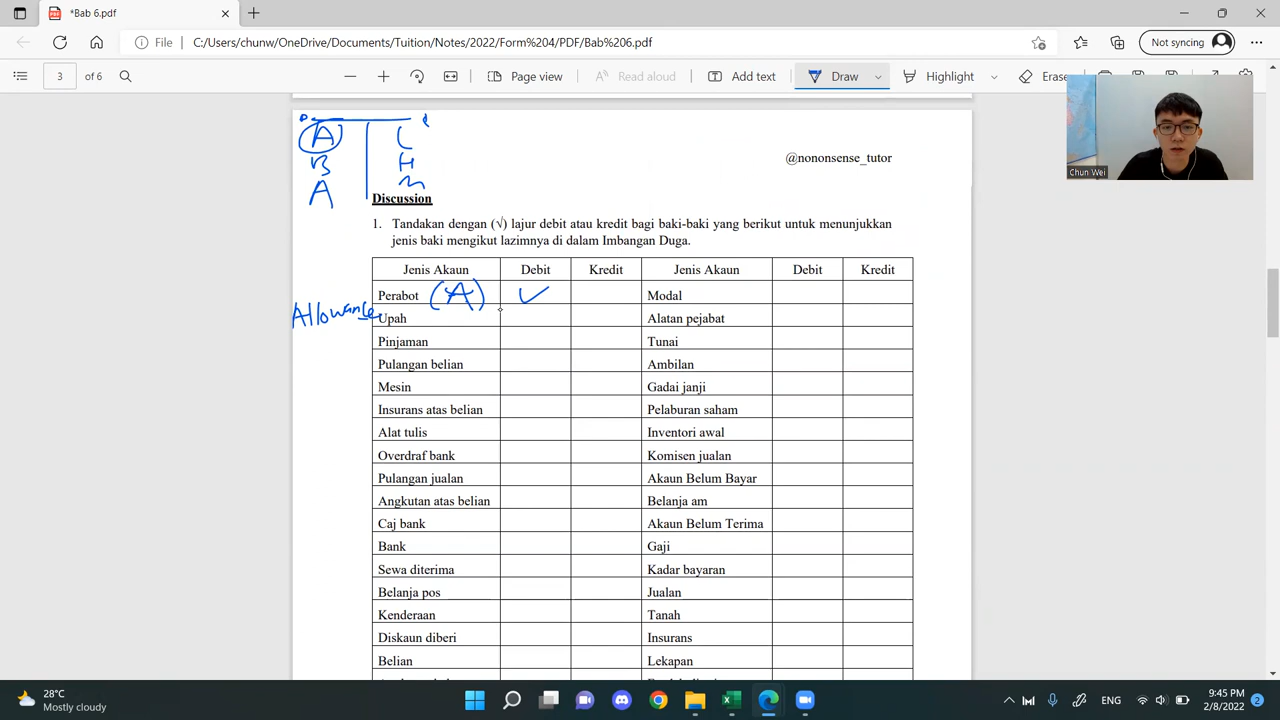 *Bab 6.pdf
File
C:/Users/chunw/OneDrive/Documents/Tuition/Notes/2022/Form%204/PDF/Bab%206.pdf
Not syncing
3 of 6
Page view
Read aloud
Add text
Draw
Highlight
Erase
Chun Wei
A
B H
A m
@nononsense_tutor
Discussion
1. Tandakan dengan (√) lajur debit atau kredit bagi baki-baki yang berikut untuk menunjukkan
jenis baki mengikut lazimnya di dalam Imbangan Duga.
Jenis Akaun Debit Kredit Jenis Akaun Debit Kredit
Perabot (A) ✓ Modal
Allowance Upah Alatan pejabat
Pinjaman Tunai
Pulangan belian Ambilan
Mesin Gadai janji
Insurans atas belian Pelaburan saham
Alat tulis Inventori awal
Overdraf bank Komisen jualan
Pulangan jualan Akaun Belum Bayar
Angkutan atas belian Belanja am
Caj bank Akaun Belum Terima
Bank Gaji
Sewa diterima Kadar bayaran
Belanja pos Jualan
Kenderaan Tanah
Diskaun diberi Insurans
Belian Lekapan
28°C
Mostly cloudy
ENG
9:45 PM
2/8/2022
2